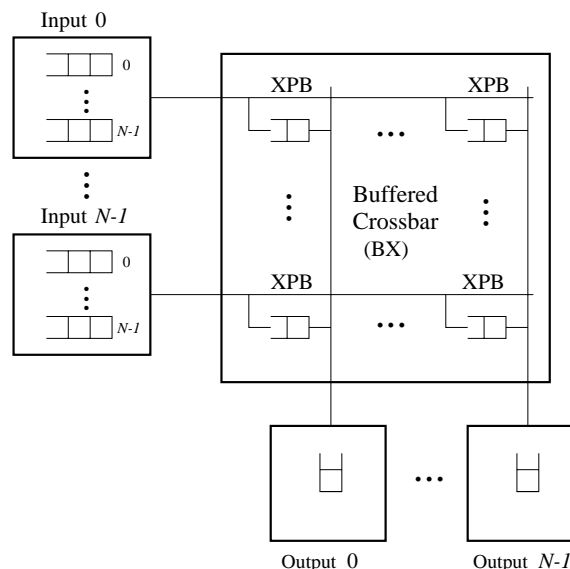 Input 0
0
N-1
Input N-1
0
N-1
XPB XPB
Buffered
Crossbar
(BX)
XPB XPB
Output 0 Output N-1